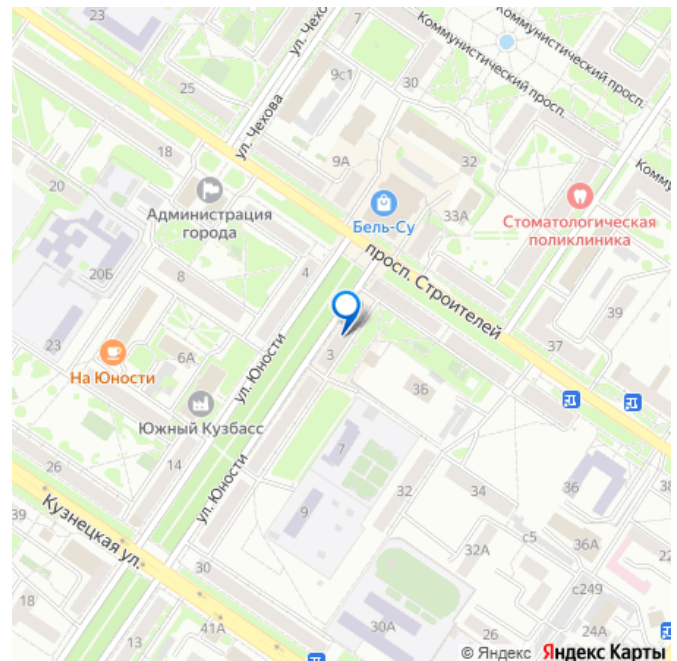 23
ул. Чехо
7
Коммунистический просп.
Коммунистический просп.
9с1
30
25
ул. Чехова
18
9А
32
Комму
20
Администрация
города
Бель-Су
33А
Стоматологическая
поликлиника
просп. Строителей
20Б
8
4
39
23
На Юности
6А
ул. Юности
3
37
3Б
Южный Кузбасс
14
7
26
ул. Юности
32
34
36
38
39
Кузнецкая ул.
9
с5
36А
32А
22
30
с249
18
13
41А
30А
26
24А
© Яндекс Яндекс Карты